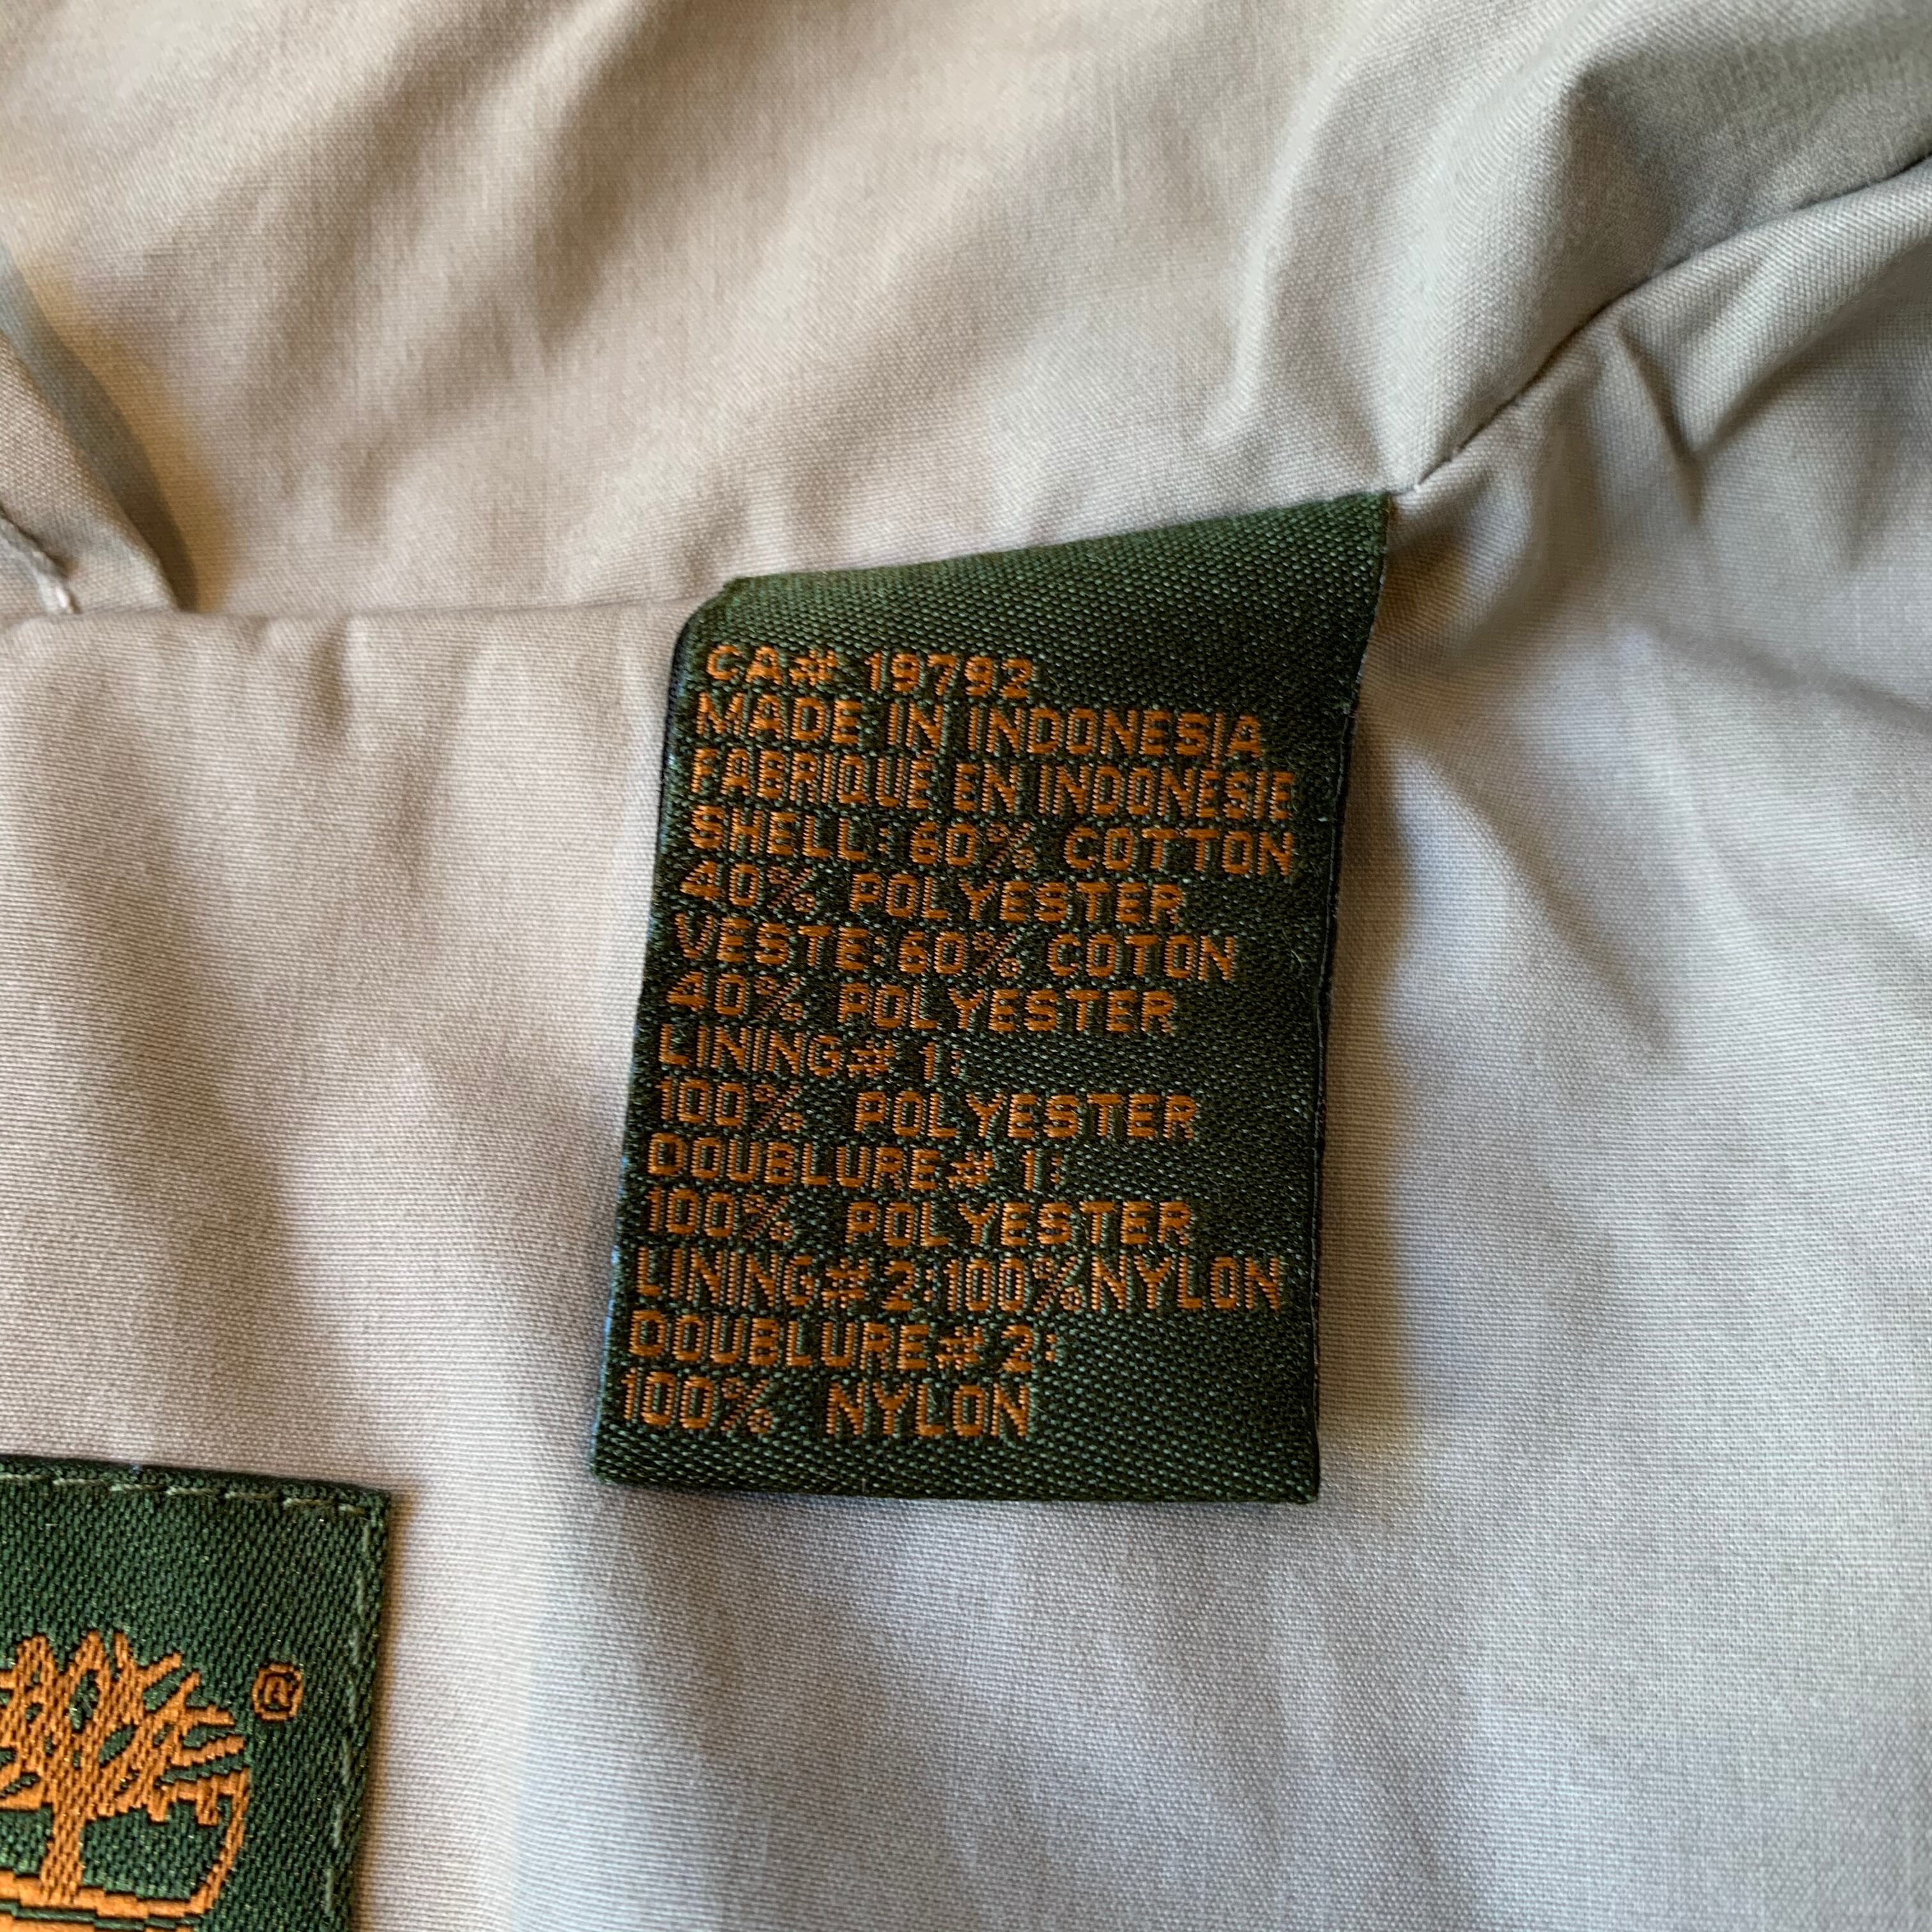 CA# 19792
MADE IN INDONESIA
FABRIQUE EN INDONÉSIE
SHELL: 60% COTTON
40% POLYESTER
VESTE: 60% COTON
40% POLYESTER
LINING# 1:
100% POLYESTER
DOUBLURE# 1:
100% POLYESTER
LINING# 2:100%NYLON
DOUBLURE# 2:
100% NYLON
®